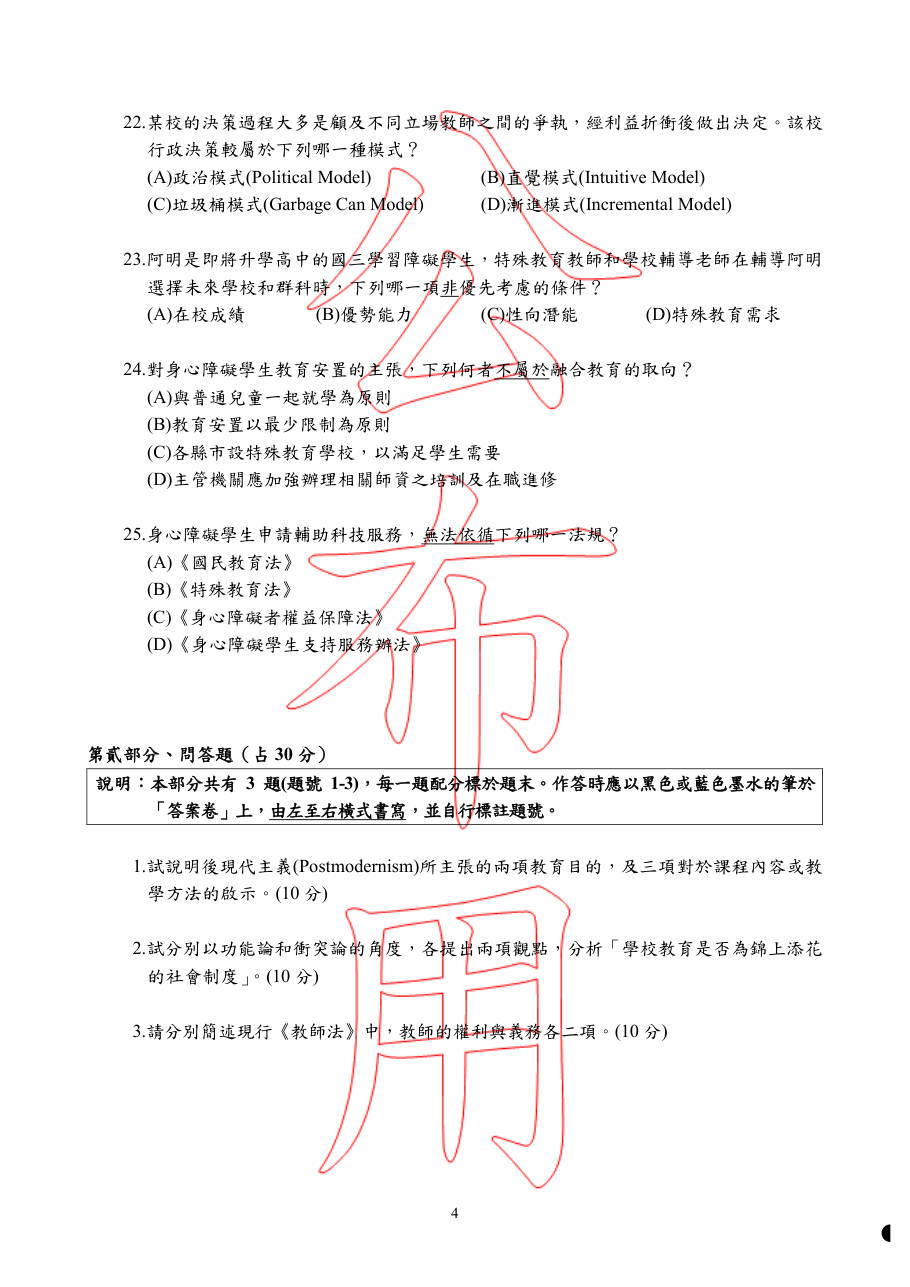 22.某校的決策過程大多是顧及不同立場教師之間的爭執，經利益折衝後做出決定。該校
行政決策較屬於下列哪一種模式？
(A)政治模式(Political Model) (B)直覺模式(Intuitive Model)
(C)垃圾桶模式(Garbage Can Model) (D)漸進模式(Incremental Model)
23.阿明是即將升學高中的國三學習障礙學生，特殊教育教師和學校輔導老師在輔導阿明
選擇未來學校和群科時，下列哪一項非優先考慮的條件？
(A)在校成績 (B)優勢能力 (C)性向潛能 (D)特殊教育需求
24.對身心障礙學生教育安置的主張，下列何者不屬於融合教育的取向？
(A)與普通兒童一起就學為原則
(B)教育安置以最少限制為原則
(C)各縣市設特殊教育學校，以滿足學生需要
(D)主管機關應加強辦理相關師資之培訓及在職進修
25.身心障礙學生申請輔助科技服務，無法依循下列哪一法規？
(A)《國民教育法》
(B)《特殊教育法》
(C)《身心障礙者權益保障法》
(D)《身心障礙學生支持服務辦法》
第貳部分、問答題（占 30 分）
說明：本部分共有 3 題(題號 1-3)，每一題配分標於題末。作答時應以黑色或藍色墨水的筆於
「答案卷」上，由左至右橫式書寫，並自行標註題號。
1.試說明後現代主義(Postmodernism)所主張的兩項教育目的，及三項對於課程內容或教
學方法的啟示。(10 分)
2.試分別以功能論和衝突論的角度，各提出兩項觀點，分析「學校教育是否為錦上添花
的社會制度」。(10 分)
3.請分別簡述現行《教師法》中，教師的權利與義務各二項。(10 分)
公布用
4